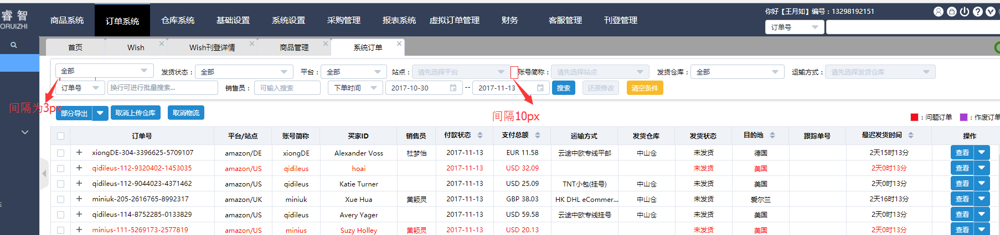 睿智
ORUIZHI
商品系统 订单系统 仓库系统 基础设置 系统设置 采购管理 报表系统 虚拟订单管理 财务 客服管理 刊登管理
你好【王月如】编号：13298192151
订单号
首页 Wish Wish刊登详情 商品管理 系统订单
全部 发货状态： 全部 平台： 全部 站点： 请先选择平台 账号简称： 请先选择站点 发货仓库： 全部 运输方式： 请先选择发货仓库
订单号 换行可进行批量搜索... 销售员： 可输入搜索 下单时间 2017-10-30 -- 2017-11-13 搜索 还原修改 清空条件
间隔为3px
间隔10px
部分导出 取消上传仓库 取消物流
：问题订单 ：作废订单
订单号 平台/站点 账号简称 买家ID 销售员 付款状态 支付总额 运输方式 发货仓库 发货状态 目的地 跟踪单号 最迟发货时间 操作
xiongDE-304-3396625-5709107 amazon/DE xiongDE Alexander Voss 杜梦怡 2017-11-13 EUR 11.58 云途中欧专线平邮 中山仓 未发货 德国 2天15时13分 查看
qidileus-112-9320402-1453035 amazon/US qidileus hoai 2017-11-13 USD 32.09 未发货 美国 2天0时13分 查看
qidileus-112-9044023-4371462 amazon/US qidileus Katie Turner 2017-11-13 USD 25.09 TNT小包(挂号) 中山仓 未发货 美国 2天0时13分 查看
miniuk-205-2616765-8992317 amazon/UK miniuk Xue Hua 黄颖灵 2017-11-13 GBP 38.03 HK DHL eCommer... 中山仓 未发货 爱尔兰 2天16时13分 查看
qidileus-114-8752285-0133829 amazon/US qidileus Avery Yager 2017-11-13 USD 59.58 云途中欧专线挂号 中山仓 未发货 美国 2天0时13分 查看
minius-111-5269173-2577819 amazon/US minius Suzy Holley 黄颖灵 2017-11-13 USD 20.13 未发货 美国 2天0时13分 查看